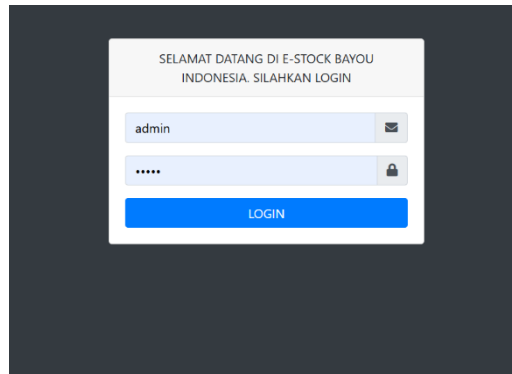 SELAMAT DATANG DI E-STOCK BAYOU
INDONESIA. SILAHKAN LOGIN
admin
•••••
LOGIN